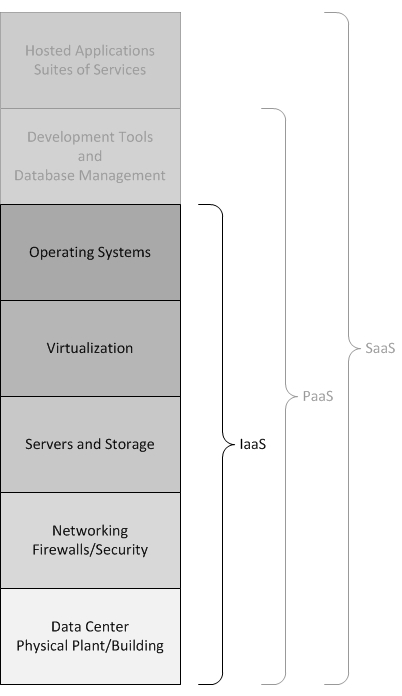 Hosted Applications
Suites of Services
Development Tools
and
Database Management
Operating Systems
Virtualization
Servers and Storage
Networking
Firewalls/Security
Data Center
Physical Plant/Building
IaaS
PaaS
SaaS